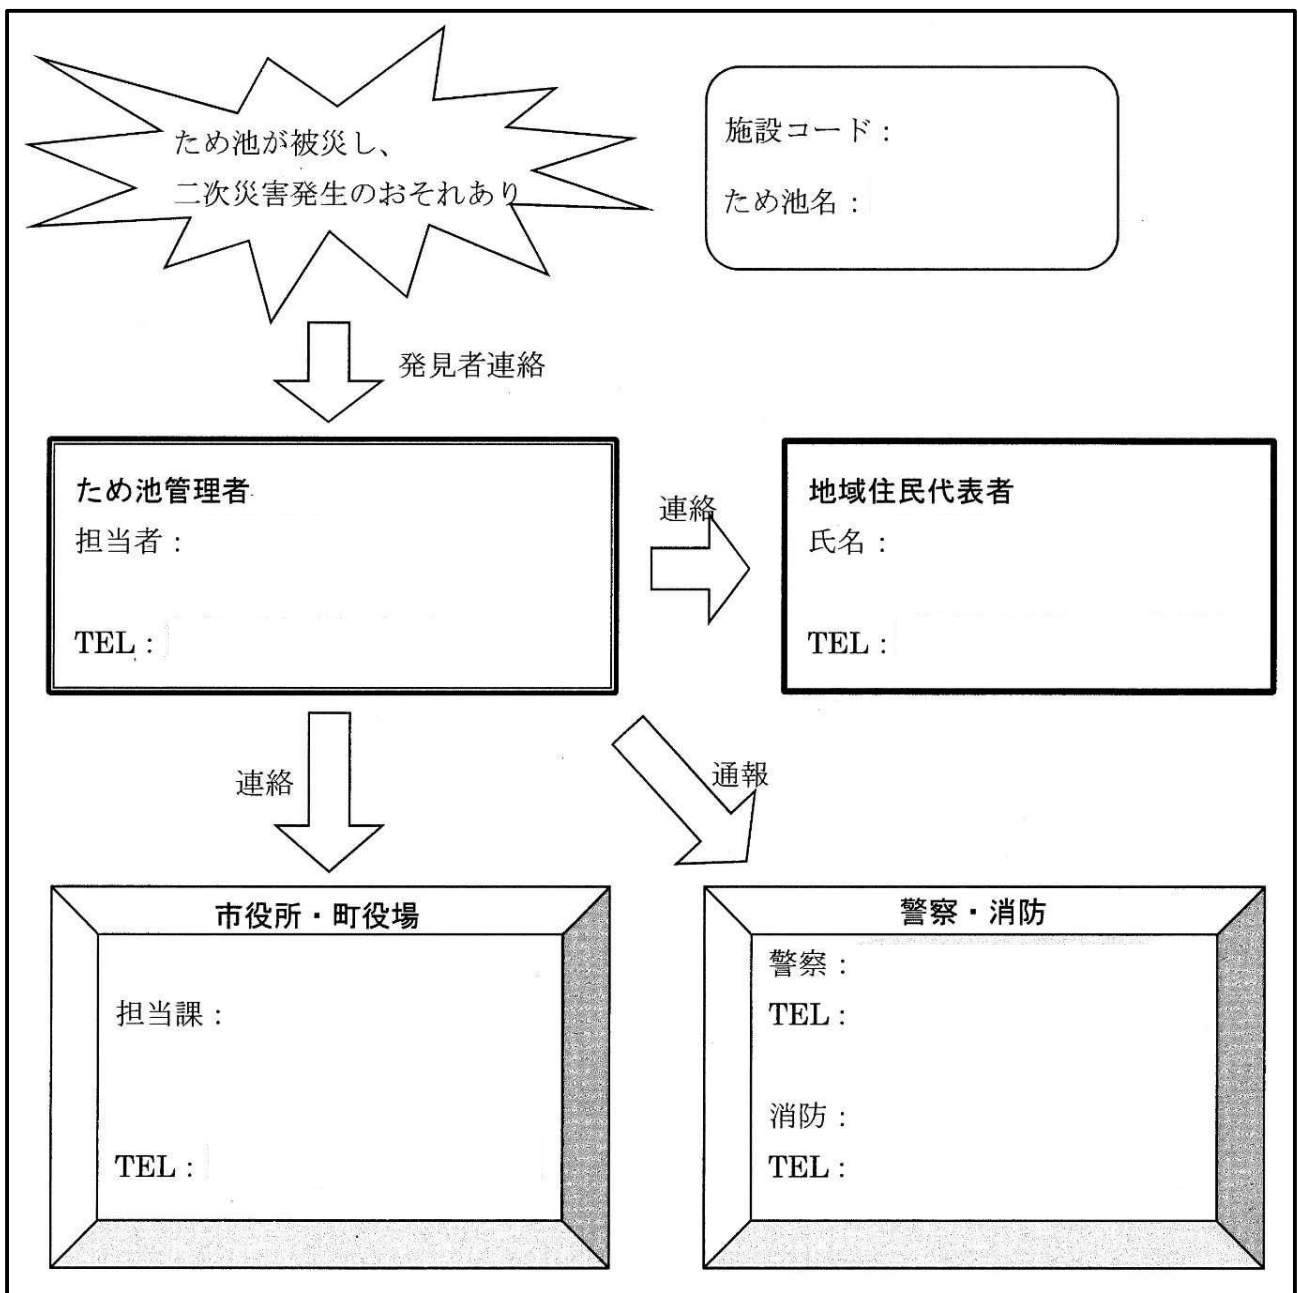 ため池が被災し、
二次災害発生のおそれあり
施設コード：
ため池名：
発見者連絡
ため池管理者
担当者：
TEL：
連絡
地域住民代表者
氏名：
TEL：
連絡
通報
市役所・町役場
担当課：
TEL：
警察・消防
警察：
TEL：
消防：
TEL：